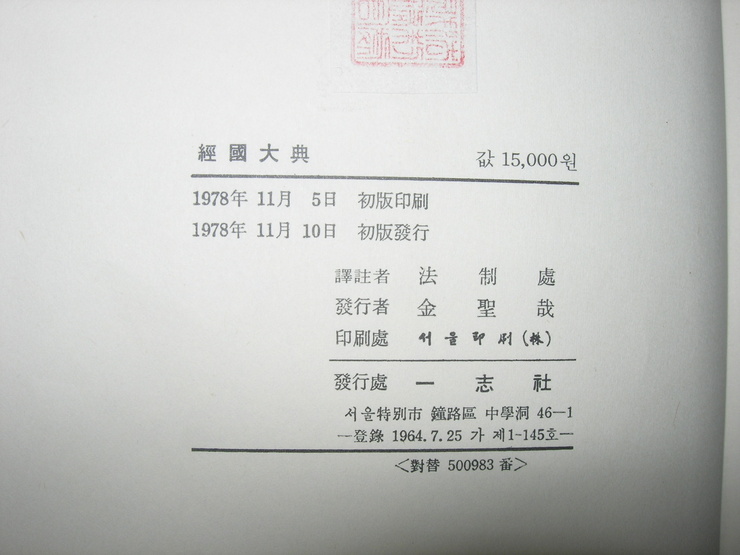 經國大典 값 15,000원
1978年 11月 5日 初版印刷
1978年 11月 10日 初版發行
譯註者 法制處
發行者 金聖哉
印刷處 서울印刷(株)
發行處 一志社
서울特別市 鐘路區 中學洞 46—1
—登錄 1964.7.25 가 제1-145호—
<對替 500983 番>